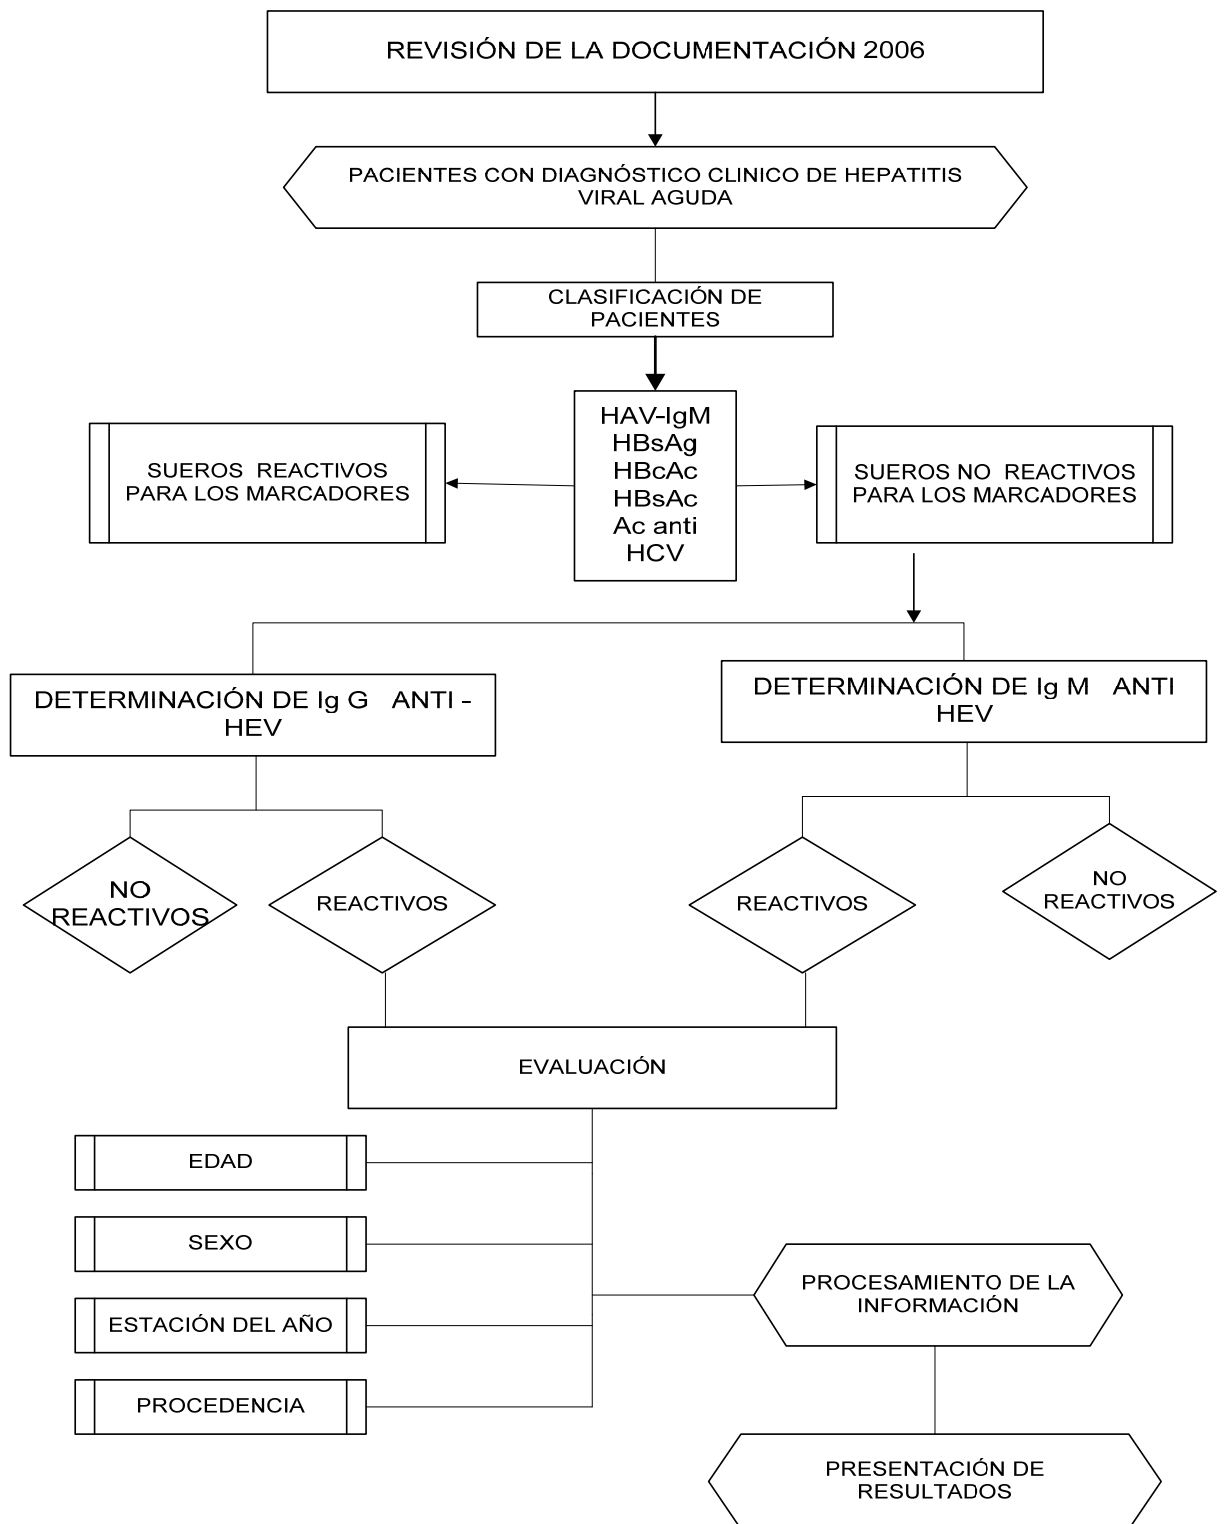 REVISIÓN DE LA DOCUMENTACIÓN 2006
PACIENTES CON DIAGNÓSTICO CLINICO DE HEPATITIS
VIRAL AGUDA
CLASIFICACIÓN DE
PACIENTES
HAV-IgM
HBsAg
HBcAc
HBsAc
Ac anti
HCV
SUEROS REACTIVOS
PARA LOS MARCADORES
SUEROS NO REACTIVOS
PARA LOS MARCADORES
DETERMINACIÓN DE Ig G ANTI -
HEV
DETERMINACIÓN DE Ig M ANTI
HEV
NO
REACTIVOS
REACTIVOS
REACTIVOS
NO
REACTIVOS
EVALUACIÓN
EDAD
SEXO
ESTACIÓN DEL AÑO
PROCEDENCIA
PROCESAMIENTO DE LA
INFORMACIÓN
PRESENTACIÓN DE
RESULTADOS